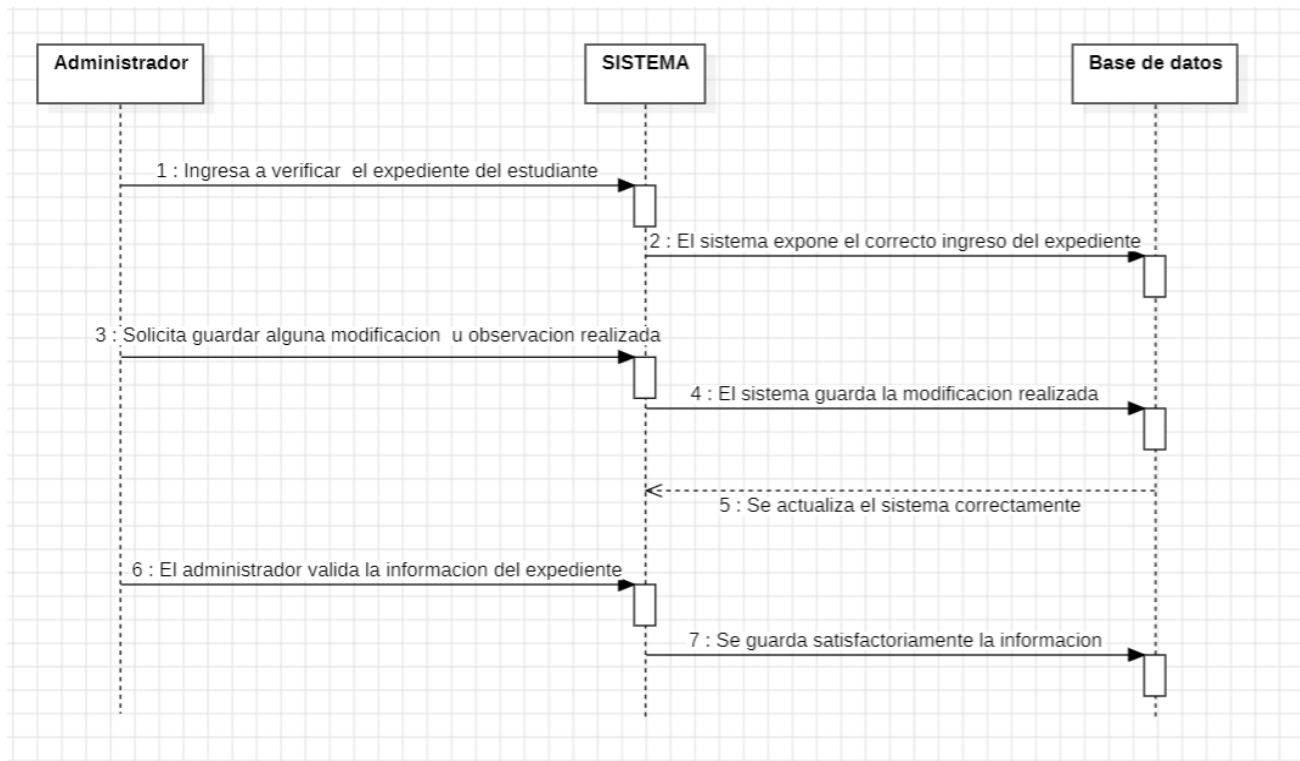 Administrador
SISTEMA
Base de datos
1 : Ingresa a verificar el expediente del estudiante
2 : El sistema expone el correcto ingreso del expediente
3 : Solicita guardar alguna modificacion u observacion realizada
4 : El sistema guarda la modificacion realizada
5 : Se actualiza el sistema correctamente
6 : El administrador valida la informacion del expediente
7 : Se guarda satisfactoriamente la informacion